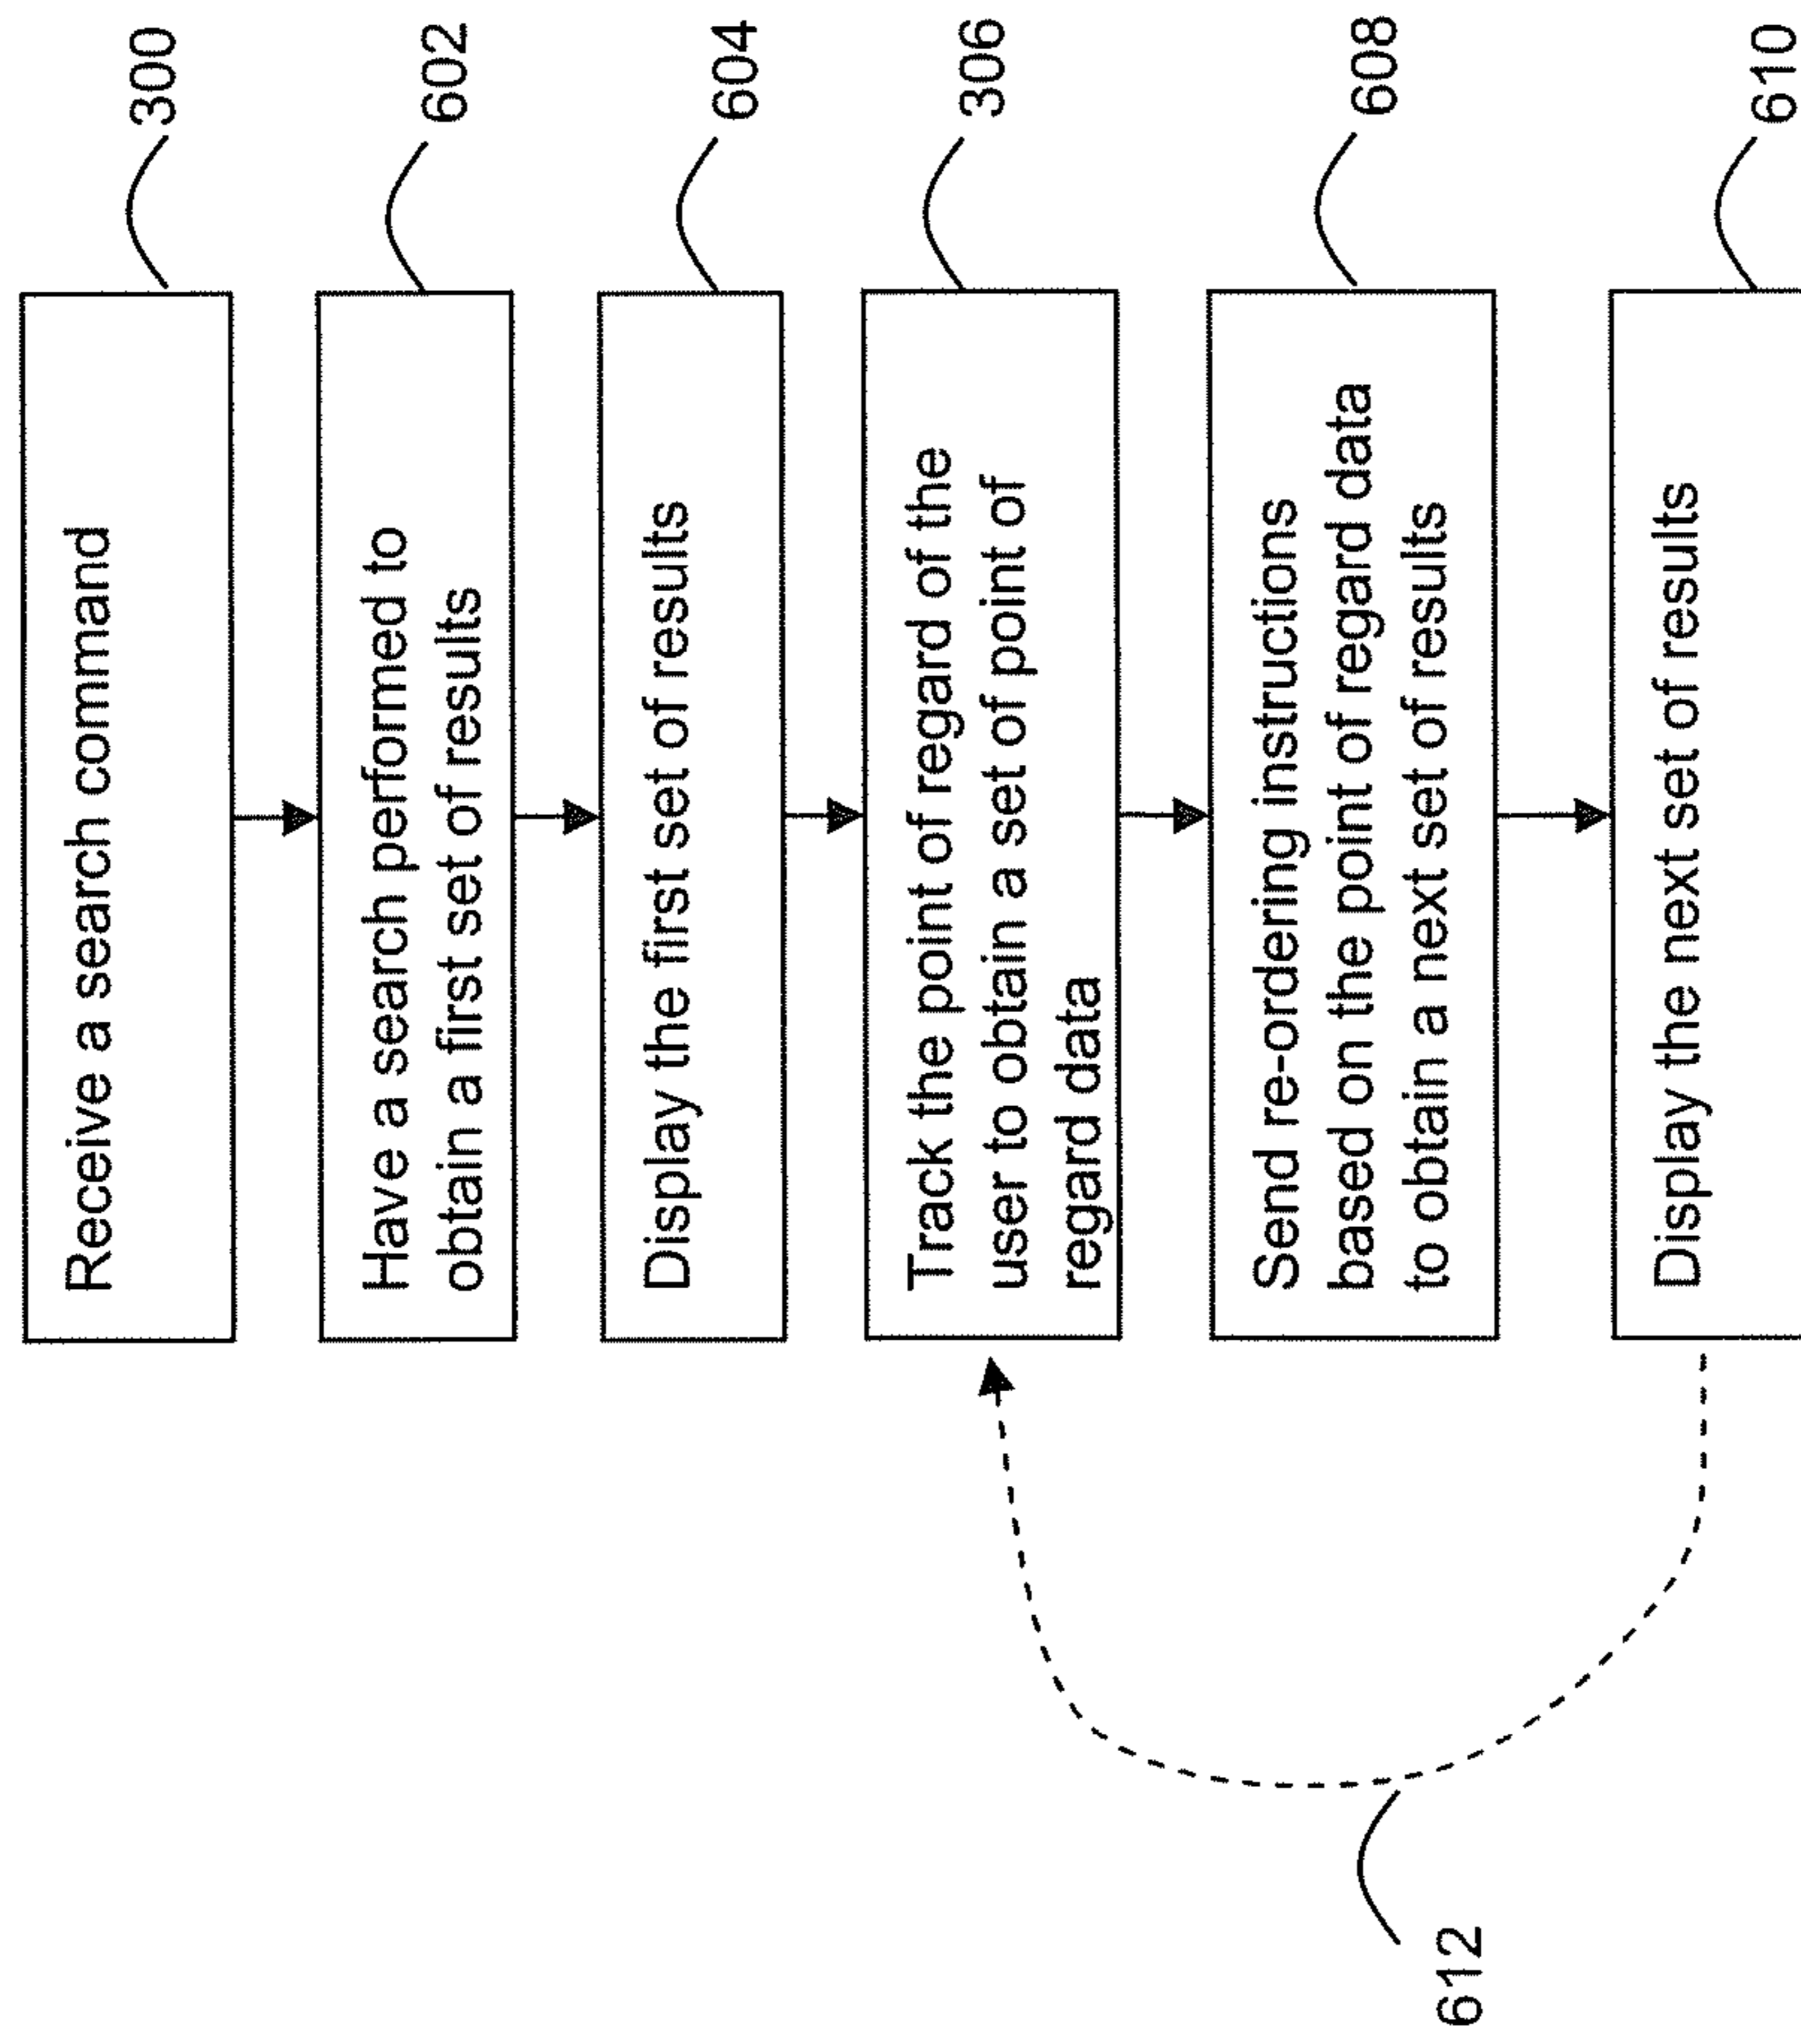 Receive a search command
300
Have a search performed to
obtain a first set of results
602
Display the first set of results
604
Track the point of regard of the
user to obtain a set of point of
regard data
306
Send re-ordering instructions
based on the point of regard data
to obtain a next set of results
608
Display the next set of results
610
612